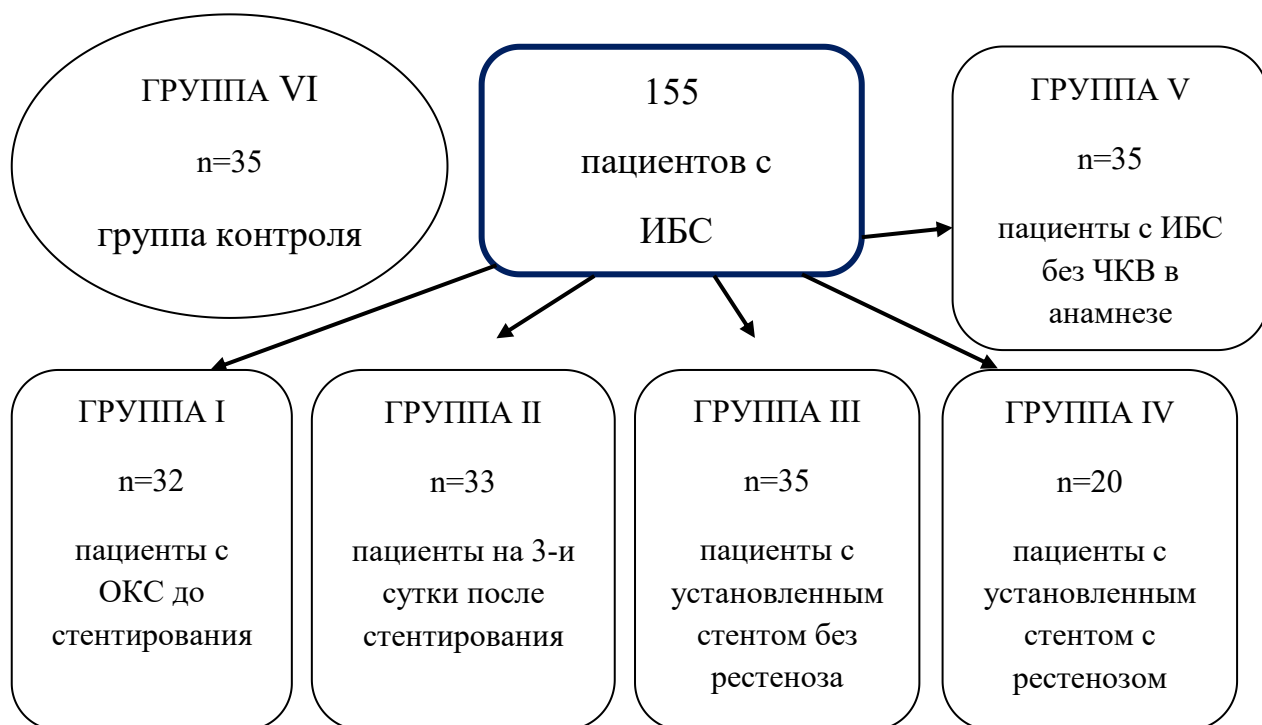 ГРУППА VI
n=35
группа контроля
155
пациентов с
ИБС
ГРУППА V
n=35
пациенты с ИБС
без ЧКВ в
анамнезе
ГРУППА I
n=32
пациенты с
ОКС до
стентирования
ГРУППА II
n=33
пациенты на 3-и
сутки после
стентирования
ГРУППА III
n=35
пациенты с
установленным
стентом без
рестеноза
ГРУППА IV
n=20
пациенты с
установленным
стентом с
рестенозом